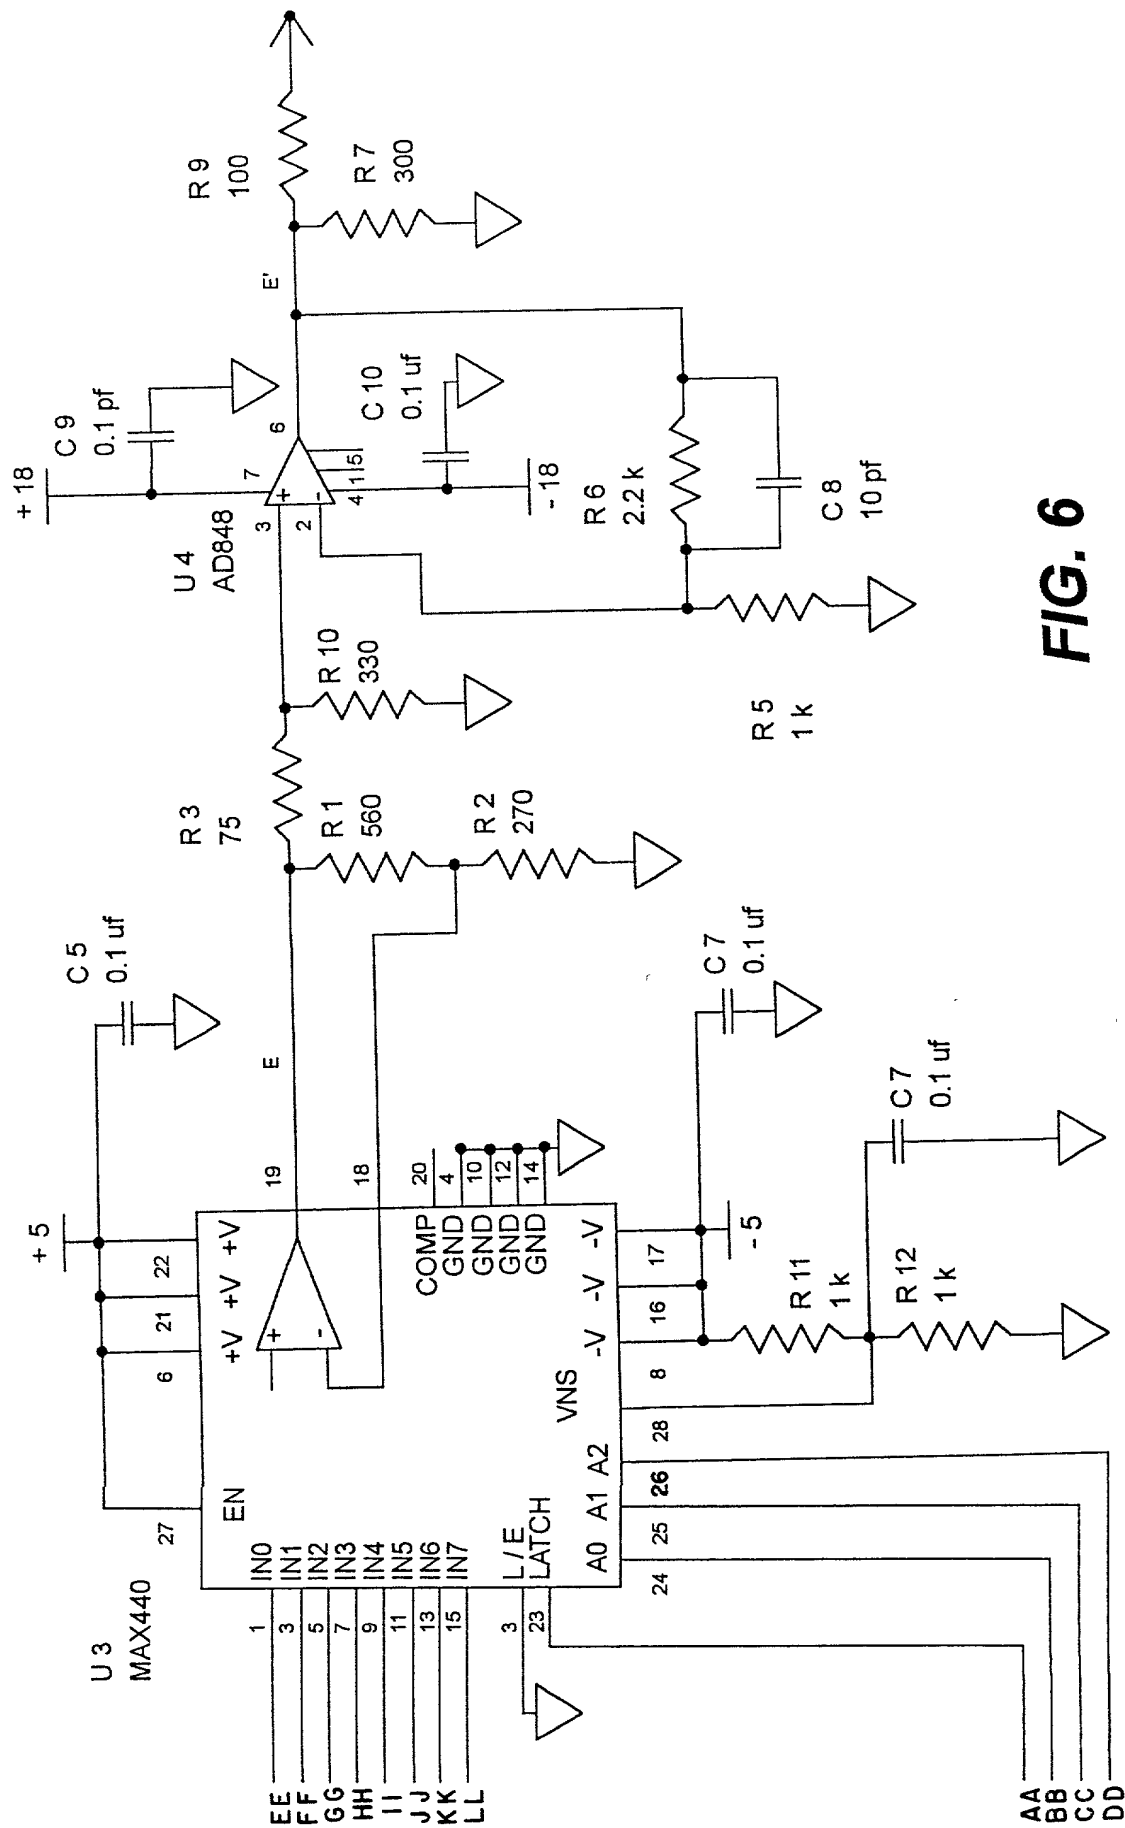 U 3
MAX440
+ 5
C 5
0.1 uf
27
6
21
22
EN
+V
+V
+V
1
3
5
7
9
11
13
15
IN0
IN1
IN2
IN3
IN4
IN5
IN6
IN7
EE
FF
GG
HH
II
JJ
KK
LL
3
23
L / E
LATCH
+
-
19
18
E
COMP
GND
GND
GND
GND
20
4
10
12
14
A0
A1
A2
VNS
-V
-V
-V
24
25
26
28
8
16
17
- 5
C 7
0.1 uf
R 11
1 k
R 12
1 k
C 7
0.1 uf
AA
BB
CC
DD
R 3
75
R 1
560
R 2
270
R 10
330
U 4
AD848
+ 18
C 9
0.1 pf
3
2
+
-
7
6
4
1
5
C 10
0.1 uf
- 18
R 5
1 k
R 6
2.2 k
C 8
10 pf
E'
R 9
100
R 7
300
FIG. 6